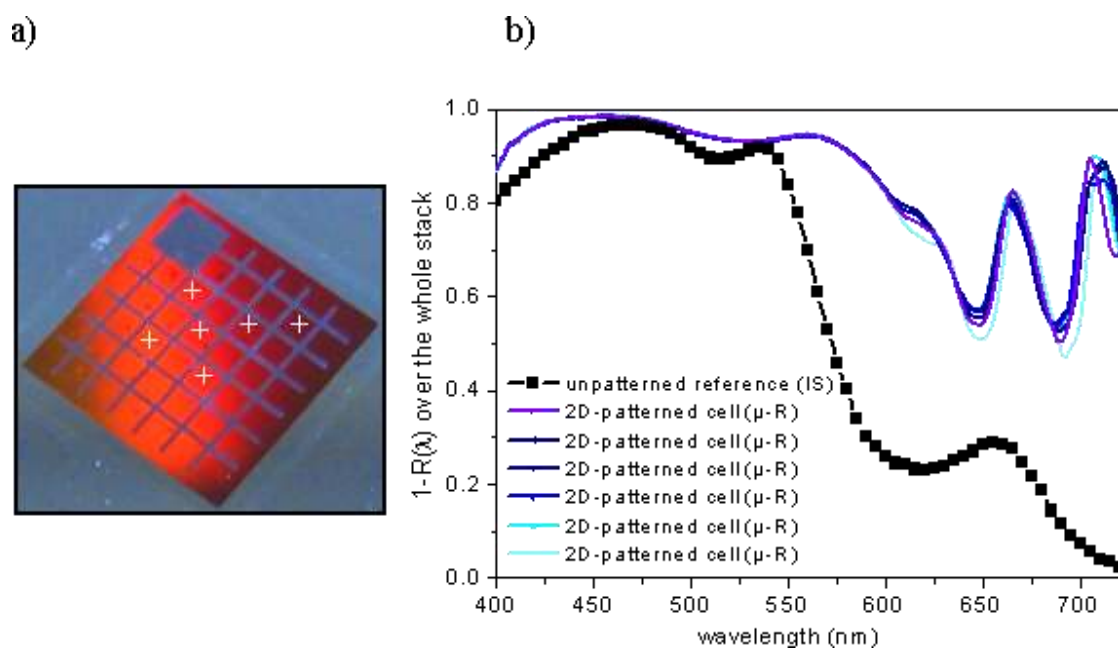 a)
b)
1-R(λ) over the whole stack
1.0
0.8
0.6
0.4
0.2
0.0
unpatterned reference (IS)
2D-patterned cell(µ-R)
2D-patterned cell(µ-R)
2D-patterned cell(µ-R)
2D-patterned cell(µ-R)
2D-patterned cell(µ-R)
2D-patterned cell(µ-R)
400 450 500 550 600 650 700
wavelength (nm)